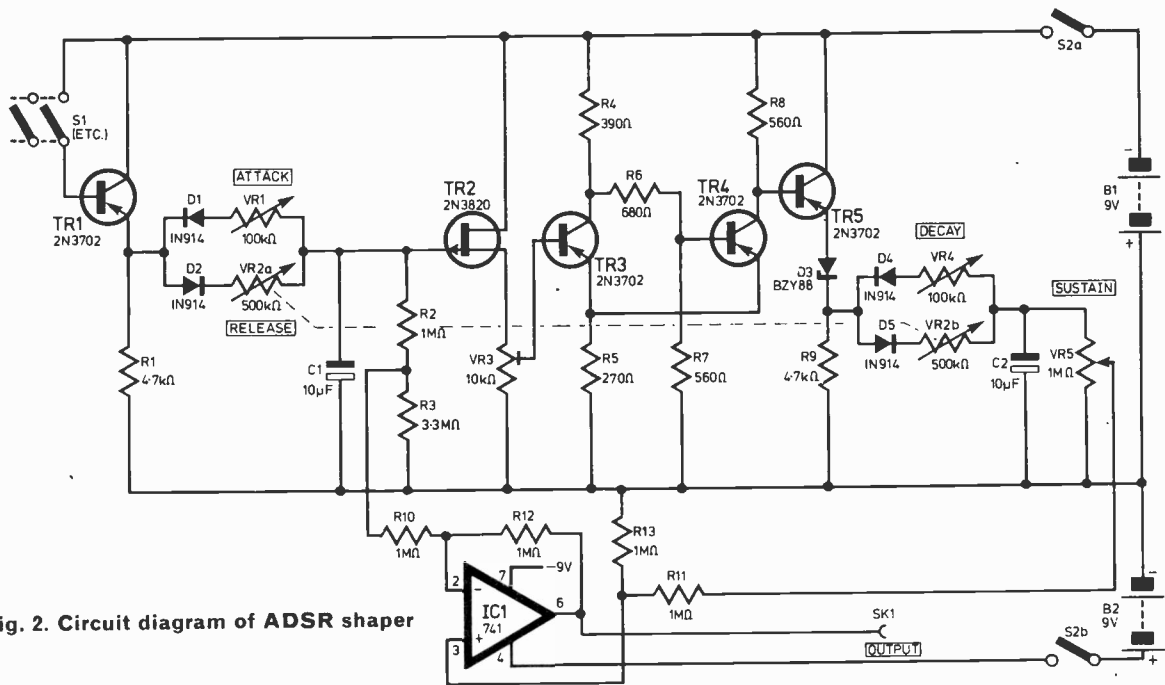 S2a
S1
(ETC.)
TR1
2N3702
D1
IN914
ATTACK
VR1
100kΩ
D2
IN914
VR2a
500kΩ
RELEASE
R1
4·7kΩ
C1
10µF
R2
1MΩ
R3
3.3MΩ
TR2
2N3820
VR3
10kΩ
R4
390Ω
TR3
2N3702
R5
270Ω
R6
680Ω
R7
560Ω
TR4
2N3702
R8
560Ω
TR5
2N3702
D3
BZY88
R9
4·7kΩ
DECAY
D4
IN914
VR4
100kΩ
D5
IN914
VR2b
500kΩ
C2
10µF
SUSTAIN
VR5
1MΩ
-
B1
9V
+
R10
1MΩ
R12
1MΩ
R13
1MΩ
R11
1MΩ
2
-
7
-9V
IC1
741
6
3
+
4
SK1
OUTPUT
S2b
-
B2
9V
+
ig. 2. Circuit diagram of ADSR shaper